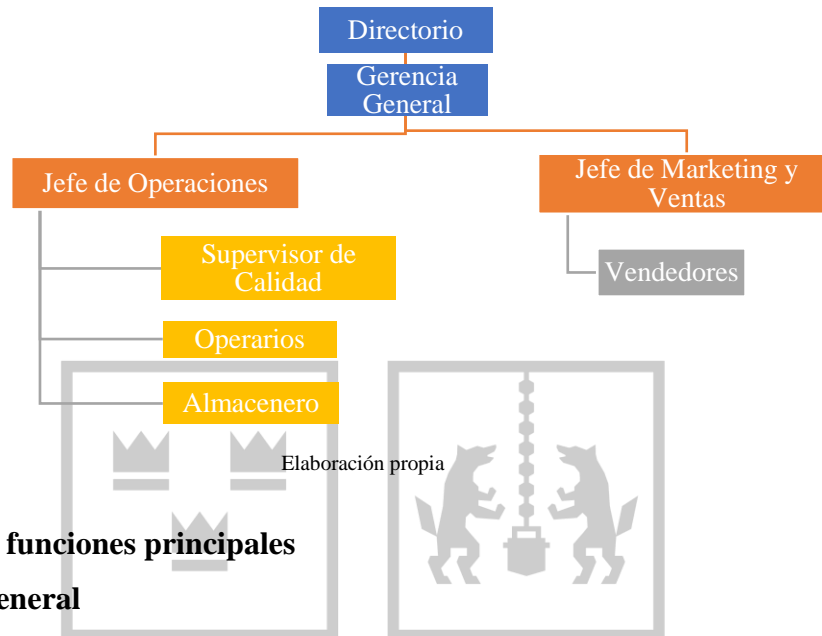 Directorio
Gerencia
General
Jefe de Operaciones
Jefe de Marketing y
Ventas
Supervisor de
Calidad
Vendedores
Operarios
Almacenero
Elaboración propia
funciones principales
eneral